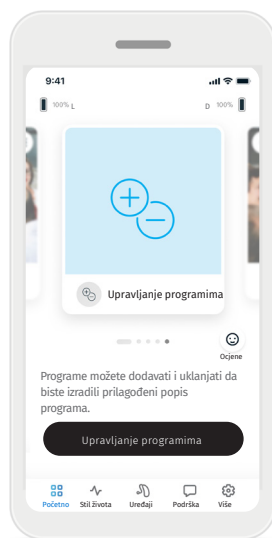 9:41
100% L
D 100%
Upravljanje programima
Ocjene
Programe možete dodavati i uklanjati da
biste izradili prilagođeni popis
programa.
Upravljanje programima
Početno Stil života Uređaji Podrška Više